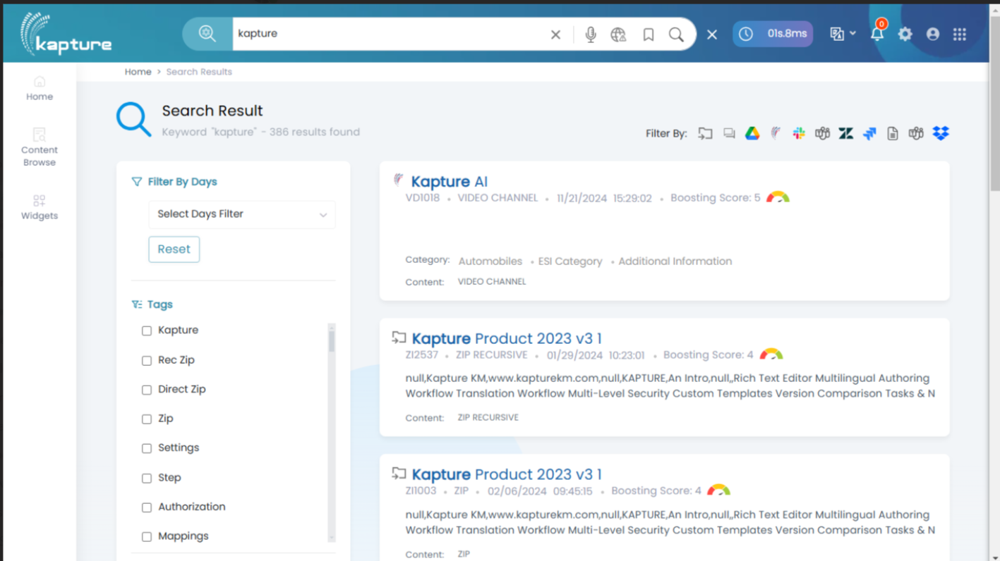 kapture
kapture
01s.8ms
0
Home > Search Results
Home
Content
Browse
Widgets
Search Result
Keyword "kapture" - 386 results found
Filter By:
Filter By Days
Select Days Filter
Reset
Tags
Kapture
Rec Zip
Direct Zip
Zip
Settings
Step
Authorization
Mappings
Kapture AI
VD1018 • VIDEO CHANNEL • 11/21/2024 15:29:02 • Boosting Score: 5
Category: Automobiles • ESI Category • Additional Information
Content: VIDEO CHANNEL
Kapture Product 2023 v3 1
ZI2537 • ZIP RECURSIVE • 01/29/2024 10:23:01 • Boosting Score: 4
null,Kapture KM,www.kapturekm.com,null,KAPTURE,An Intro,null,,Rich Text Editor Multilingual Authoring
Workflow Translation Workflow Multi-Level Security Custom Templates Version Comparison Tasks & N
Content: ZIP RECURSIVE
Kapture Product 2023 v3 1
ZI1003 • ZIP • 02/06/2024 09:45:15 • Boosting Score: 4
null,Kapture KM,www.kapturekm.com,null,KAPTURE,An Intro,null,,Rich Text Editor Multilingual Authoring
Workflow Translation Workflow Multi-Level Security Custom Templates Version Comparison Tasks & N
Content: ZIP